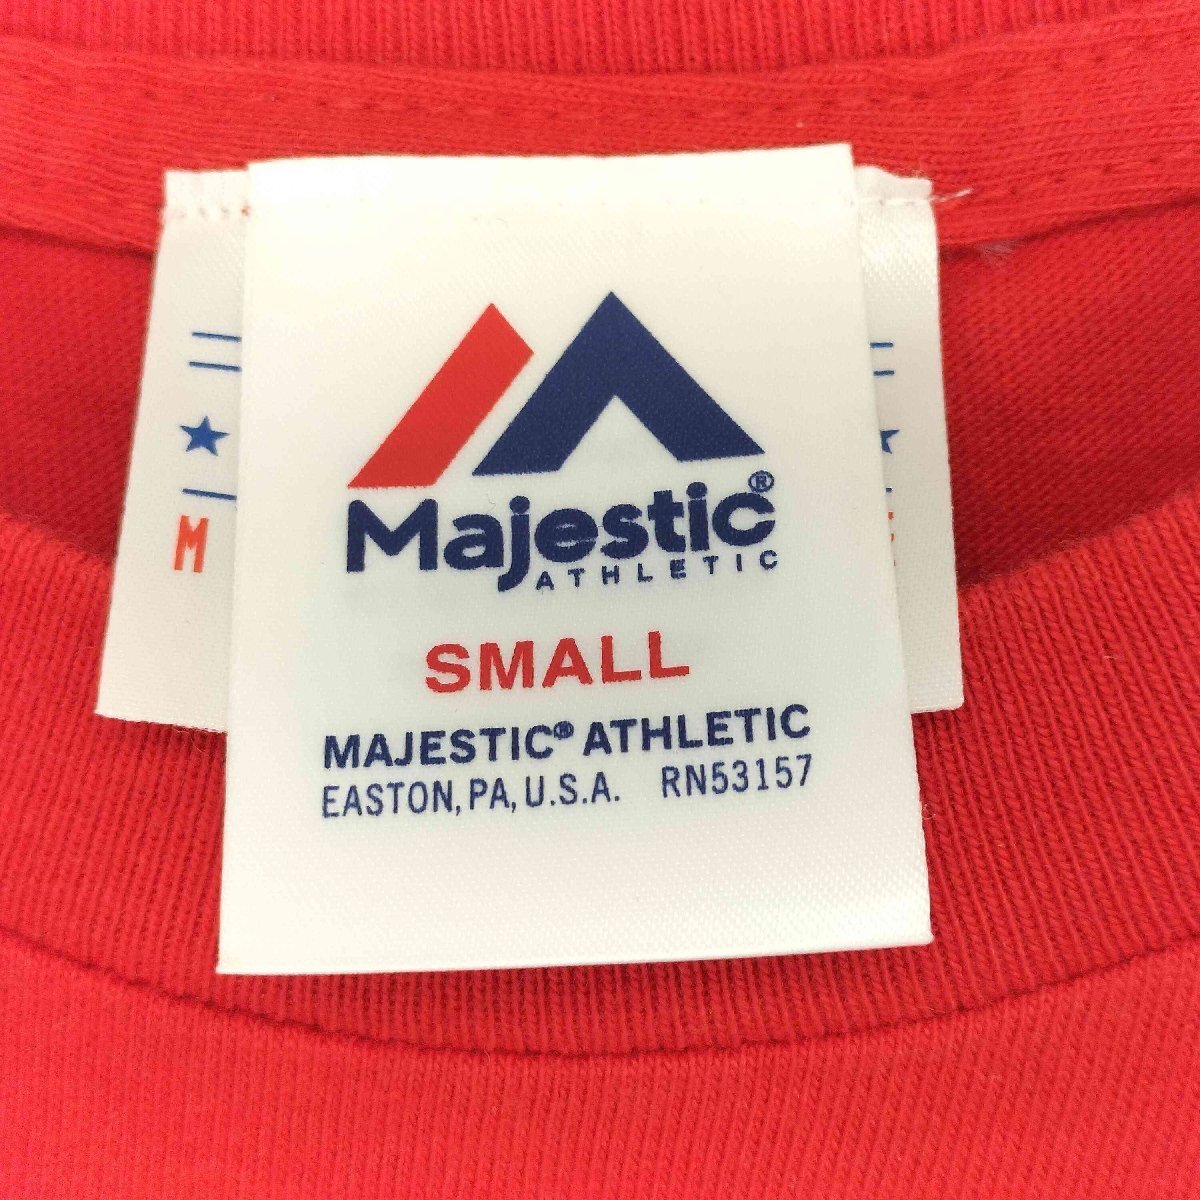 Majestic®
ATHLETIC
SMALL
MAJESTIC® ATHLETIC
EASTON, PA, U.S.A. RN53157
M